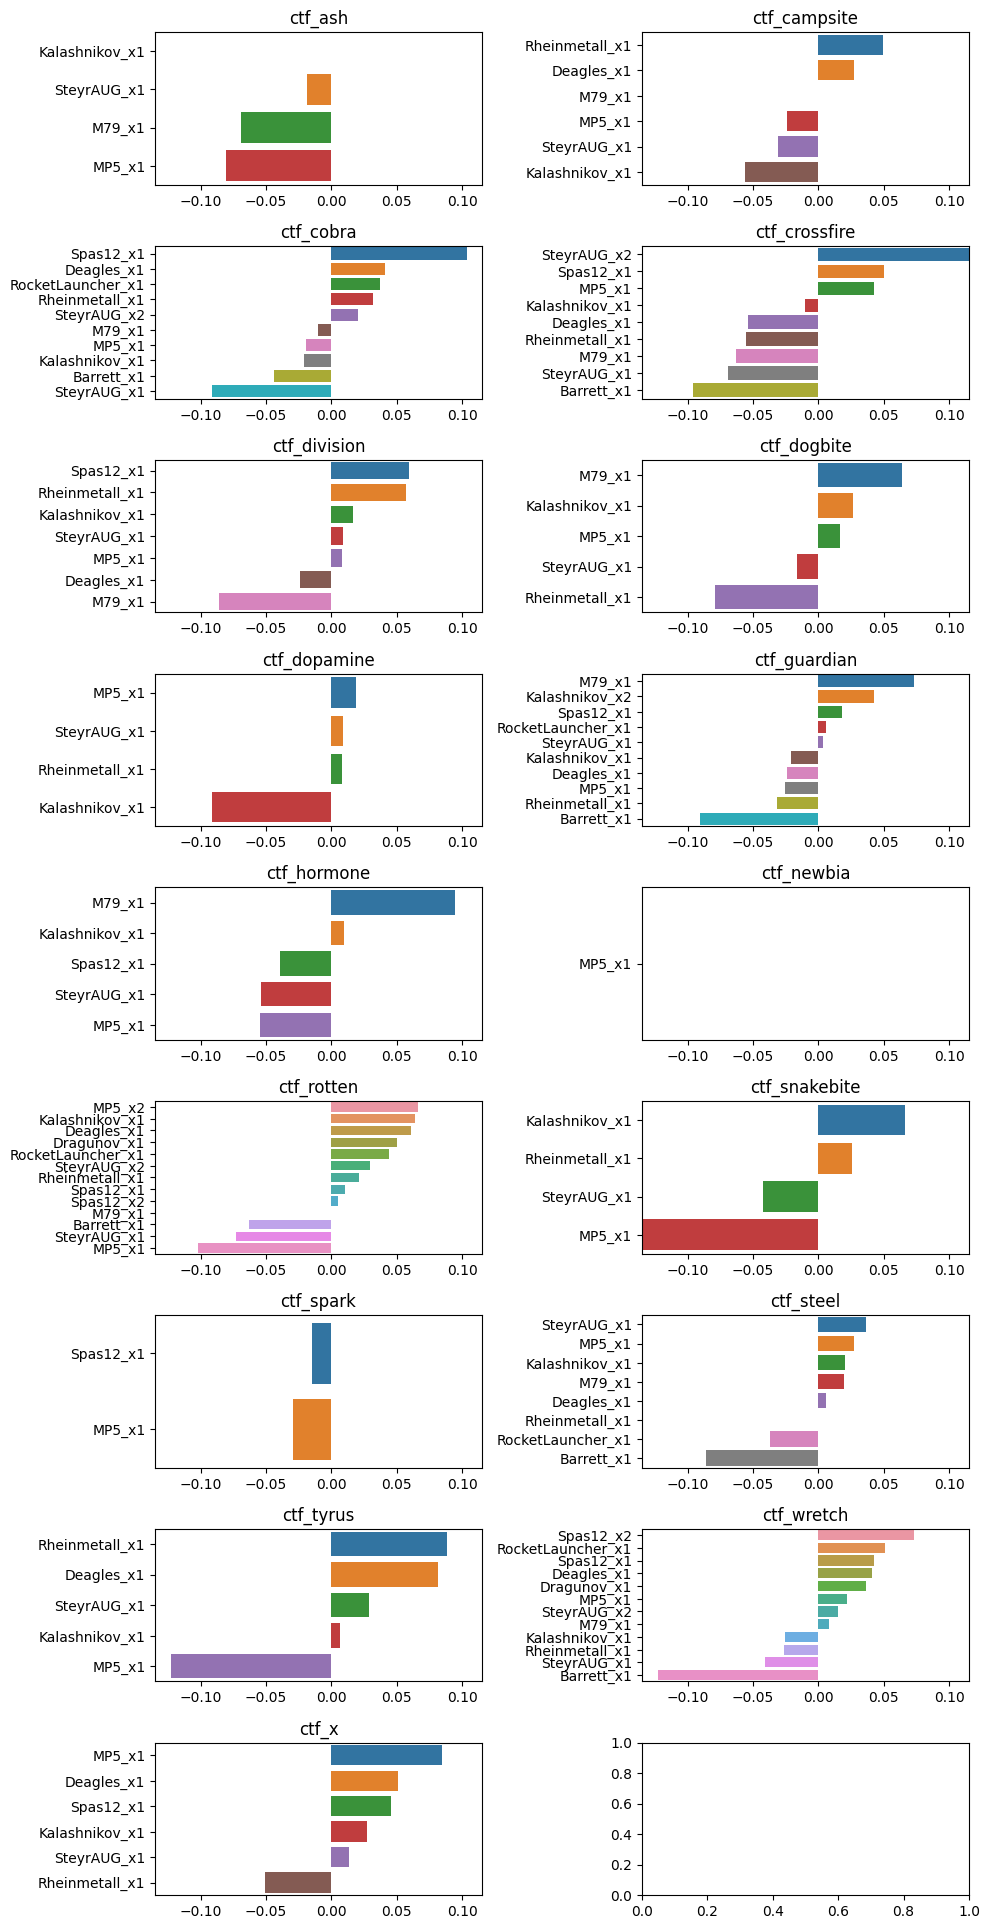 ctf_ash
Kalashnikov_x1
SteyrAUG_x1
M79_x1
MP5_x1
−0.10 −0.05 0.00 0.05 0.10
ctf_campsite
Rheinmetall_x1
Deagles_x1
M79_x1
MP5_x1
SteyrAUG_x1
Kalashnikov_x1
−0.10 −0.05 0.00 0.05 0.10
ctf_cobra
Spas12_x1
Deagles_x1
RocketLauncher_x1
Rheinmetall_x1
SteyrAUG_x2
M79_x1
MP5_x1
Kalashnikov_x1
Barrett_x1
SteyrAUG_x1
−0.10 −0.05 0.00 0.05 0.10
ctf_crossfire
SteyrAUG_x2
Spas12_x1
MP5_x1
Kalashnikov_x1
Deagles_x1
Rheinmetall_x1
M79_x1
SteyrAUG_x1
Barrett_x1
−0.10 −0.05 0.00 0.05 0.10
ctf_division
Spas12_x1
Rheinmetall_x1
Kalashnikov_x1
SteyrAUG_x1
MP5_x1
Deagles_x1
M79_x1
−0.10 −0.05 0.00 0.05 0.10
ctf_dogbite
M79_x1
Kalashnikov_x1
MP5_x1
SteyrAUG_x1
Rheinmetall_x1
−0.10 −0.05 0.00 0.05 0.10
ctf_dopamine
MP5_x1
SteyrAUG_x1
Rheinmetall_x1
Kalashnikov_x1
−0.10 −0.05 0.00 0.05 0.10
ctf_guardian
M79_x1
Kalashnikov_x2
Spas12_x1
RocketLauncher_x1
SteyrAUG_x1
Kalashnikov_x1
Deagles_x1
MP5_x1
Rheinmetall_x1
Barrett_x1
−0.10 −0.05 0.00 0.05 0.10
ctf_hormone
M79_x1
Kalashnikov_x1
Spas12_x1
SteyrAUG_x1
MP5_x1
−0.10 −0.05 0.00 0.05 0.10
ctf_newbia
MP5_x1
−0.10 −0.05 0.00 0.05 0.10
ctf_rotten
MP5_x2
Kalashnikov_x1
Deagles_x1
Dragunov_x1
RocketLauncher_x1
SteyrAUG_x2
Rheinmetall_x1
Spas12_x1
Spas12_x2
M79_x1
Barrett_x1
SteyrAUG_x1
MP5_x1
−0.10 −0.05 0.00 0.05 0.10
ctf_snakebite
Kalashnikov_x1
Rheinmetall_x1
SteyrAUG_x1
MP5_x1
−0.10 −0.05 0.00 0.05 0.10
ctf_spark
Spas12_x1
MP5_x1
−0.10 −0.05 0.00 0.05 0.10
ctf_steel
SteyrAUG_x1
MP5_x1
Kalashnikov_x1
M79_x1
Deagles_x1
Rheinmetall_x1
RocketLauncher_x1
Barrett_x1
−0.10 −0.05 0.00 0.05 0.10
ctf_tyrus
Rheinmetall_x1
Deagles_x1
SteyrAUG_x1
Kalashnikov_x1
MP5_x1
−0.10 −0.05 0.00 0.05 0.10
ctf_wretch
Spas12_x2
RocketLauncher_x1
Spas12_x1
Deagles_x1
Dragunov_x1
MP5_x1
SteyrAUG_x2
M79_x1
Kalashnikov_x1
Rheinmetall_x1
SteyrAUG_x1
Barrett_x1
−0.10 −0.05 0.00 0.05 0.10
ctf_x
MP5_x1
Deagles_x1
Spas12_x1
Kalashnikov_x1
SteyrAUG_x1
Rheinmetall_x1
−0.10 −0.05 0.00 0.05 0.10
1.0
0.8
0.6
0.4
0.2
0.0
0.0 0.2 0.4 0.6 0.8 1.0